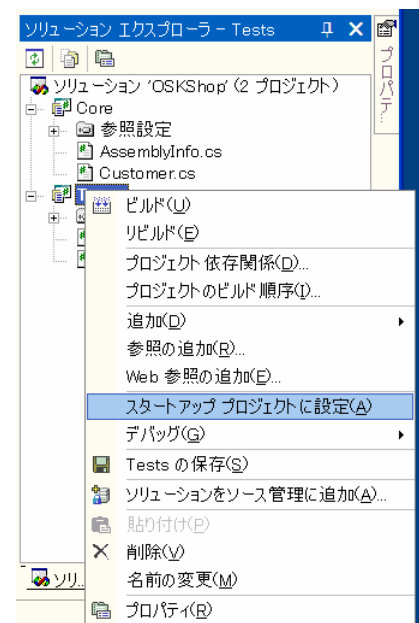 ソリューション エクスプローラ - Tests
プロパティ...
ソリューション 'OSKShop' (2 プロジェクト)
Core
参照設定
AssemblyInfo.cs
Customer.cs
ビルド(U)
リビルド(E)
プロジェクト依存関係(D)...
プロジェクトのビルド順序(I)...
追加(D)
参照の追加(R)...
Web 参照の追加(E)...
スタートアップ プロジェクトに設定(A)
デバッグ(G)
Tests の保存(S)
ソリューションをソース管理に追加(A)...
貼り付け(P)
削除(V)
名前の変更(M)
プロパティ(R)
ソリ...